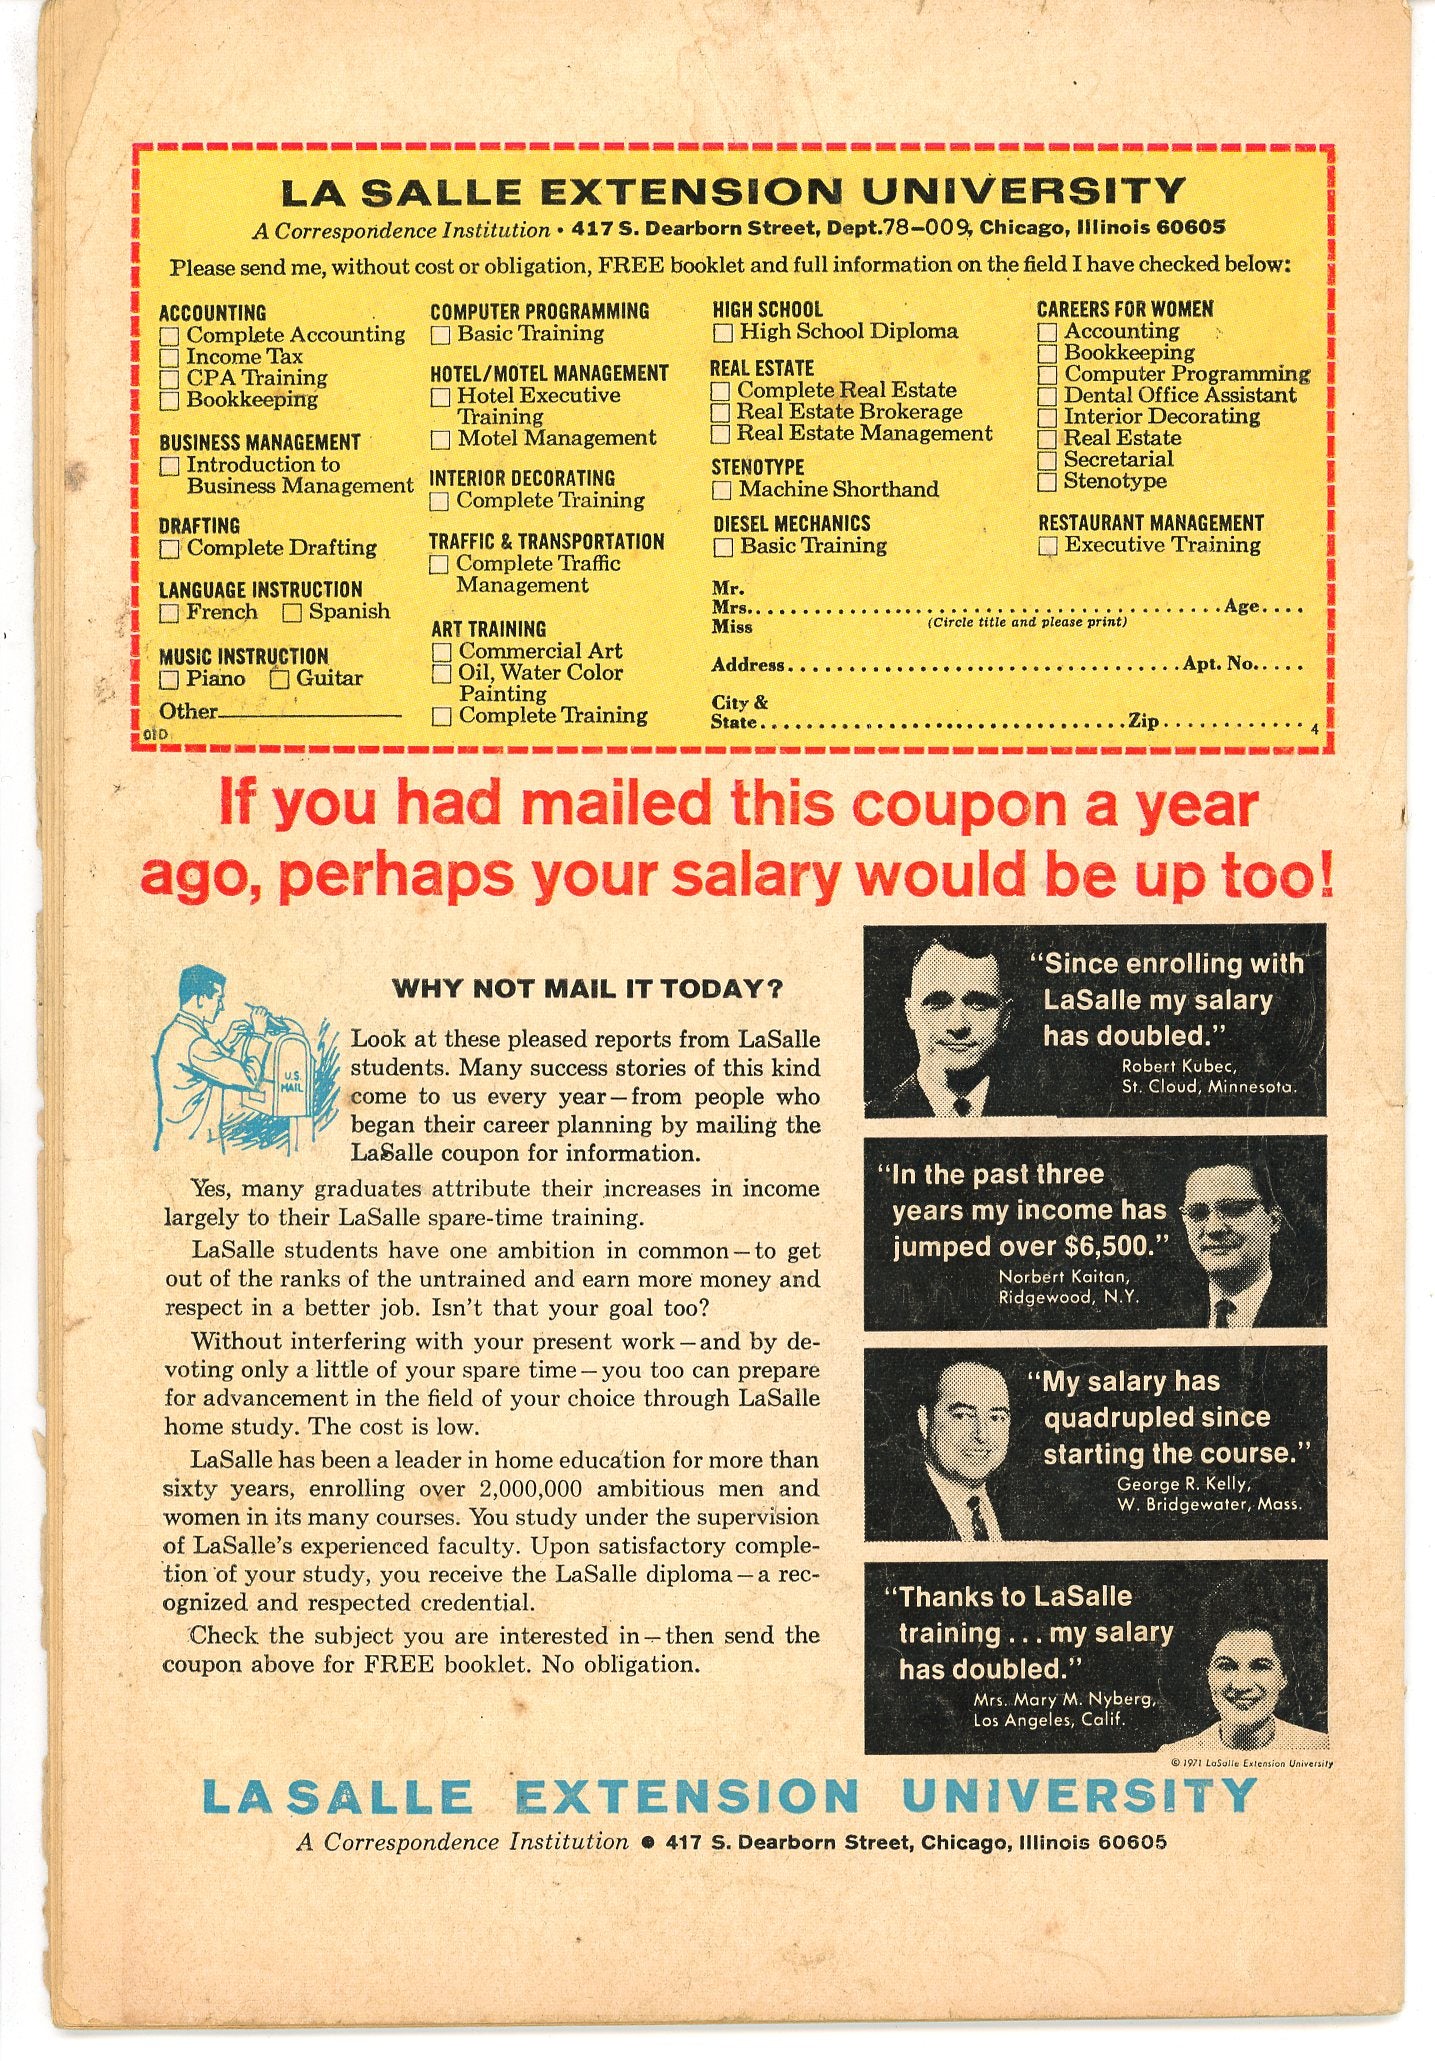 LA SALLE EXTENSION UNIVERSITY
A Correspondence Institution • 417 S. Dearborn Street, Dept.78–009, Chicago, Illinois 60605
Please send me, without cost or obligation, FREE booklet and full information on the field I have checked below:
ACCOUNTING
Complete Accounting
Income Tax
CPA Training
Bookkeeping
BUSINESS MANAGEMENT
Introduction to
Business Management
DRAFTING
Complete Drafting
LANGUAGE INSTRUCTION
French Spanish
MUSIC INSTRUCTION
Piano Guitar
Other
01D
COMPUTER PROGRAMMING
Basic Training
HOTEL/MOTEL MANAGEMENT
Hotel Executive
Training
Motel Management
INTERIOR DECORATING
Complete Training
TRAFFIC & TRANSPORTATION
Complete Traffic
Management
ART TRAINING
Commercial Art
Oil, Water Color
Painting
Complete Training
HIGH SCHOOL
High School Diploma
REAL ESTATE
Complete Real Estate
Real Estate Brokerage
Real Estate Management
STENOTYPE
Machine Shorthand
DIESEL MECHANICS
Basic Training
CAREERS FOR WOMEN
Accounting
Bookkeeping
Computer Programming
Dental Office Assistant
Interior Decorating
Real Estate
Secretarial
Stenotype
RESTAURANT MANAGEMENT
Executive Training
Mr.
Mrs. Age
Miss (Circle title and please print)
Address Apt. No.
City &
State Zip 4
If you had mailed this coupon a year
ago, perhaps your salary would be up too!
U.S.
MAIL
WHY NOT MAIL IT TODAY?
Look at these pleased reports from LaSalle
students. Many success stories of this kind
come to us every year—from people who
began their career planning by mailing the
LaSalle coupon for information.
Yes, many graduates attribute their increases in income
largely to their LaSalle spare-time training.
LaSalle students have one ambition in common—to get
out of the ranks of the untrained and earn more money and
respect in a better job. Isn't that your goal too?
Without interfering with your present work—and by de-
voting only a little of your spare time—you too can prepare
for advancement in the field of your choice through LaSalle
home study. The cost is low.
LaSalle has been a leader in home education for more than
sixty years, enrolling over 2,000,000 ambitious men and
women in its many courses. You study under the supervision
of LaSalle's experienced faculty. Upon satisfactory comple-
tion of your study, you receive the LaSalle diploma—a rec-
ognized and respected credential.
Check the subject you are interested in—then send the
coupon above for FREE booklet. No obligation.
“Since enrolling with
LaSalle my salary
has doubled.”
Robert Kubec,
St. Cloud, Minnesota.
“In the past three
years my income has
jumped over $6,500.”
Norbert Kaitan,
Ridgewood, N.Y.
“My salary has
quadrupled since
starting the course.”
George R. Kelly,
W. Bridgewater, Mass.
“Thanks to LaSalle
training ... my salary
has doubled.”
Mrs. Mary M. Nyberg,
Los Angeles, Calif.
© 1971 LaSalle Extension University
LA SALLE EXTENSION UNIVERSITY
A Correspondence Institution • 417 S. Dearborn Street, Chicago, Illinois 60605